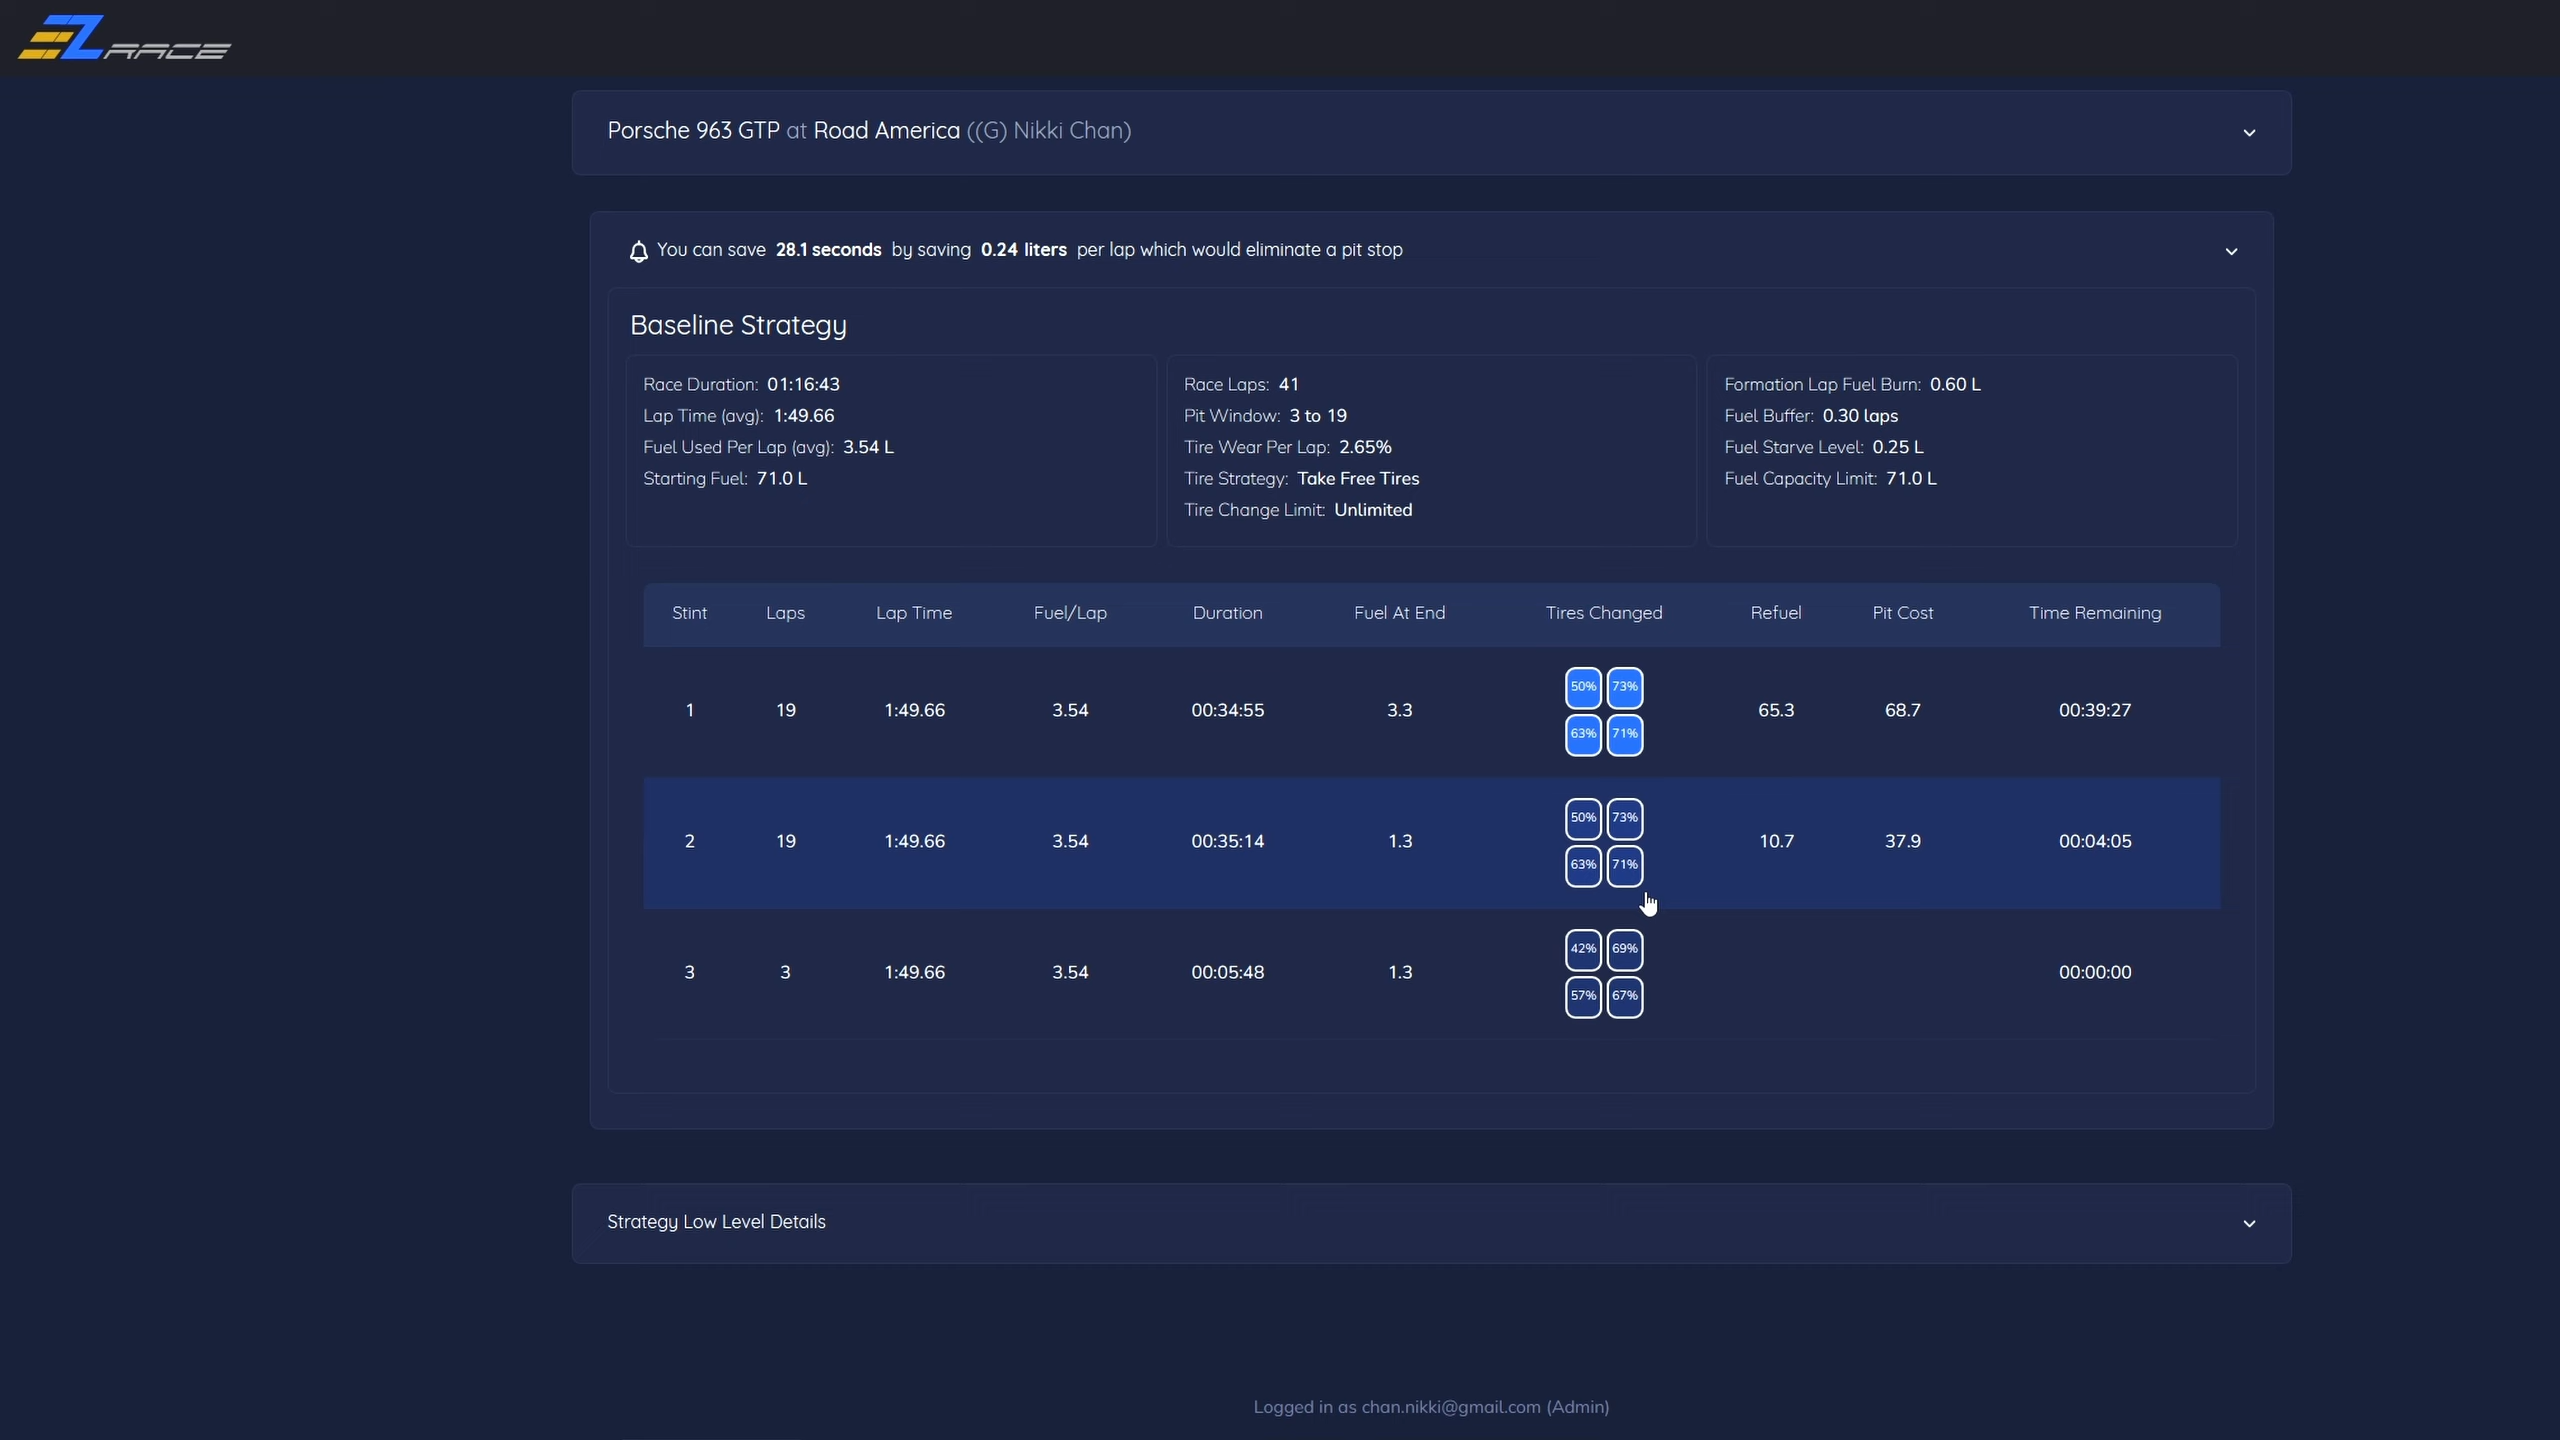 EZ RACE
Porsche 963 GTP at Road America ((G) Nikki Chan)
You can save 28.1 seconds by saving 0.24 liters per lap which would eliminate a pit stop
Baseline Strategy
Race Duration: 01:16:43
Lap Time (avg): 1:49.66
Fuel Used Per Lap (avg): 3.54 L
Starting Fuel: 71.0 L
Race Laps: 41
Pit Window: 3 to 19
Tire Wear Per Lap: 2.65%
Tire Strategy: Take Free Tires
Tire Change Limit: Unlimited
Formation Lap Fuel Burn: 0.60 L
Fuel Buffer: 0.30 laps
Fuel Starve Level: 0.25 L
Fuel Capacity Limit: 71.0 L
Stint Laps Lap Time Fuel/Lap Duration Fuel At End Tires Changed Refuel Pit Cost Time Remaining
50% 73%
1 19 1:49.66 3.54 00:34:55 3.3 65.3 68.7 00:39:27
63% 71%
50% 73%
2 19 1:49.66 3.54 00:35:14 1.3 10.7 37.9 00:04:05
63% 71%
42% 69%
3 3 1:49.66 3.54 00:05:48 1.3 00:00:00
57% 67%
Strategy Low Level Details
Logged in as chan.nikki@gmail.com (Admin)